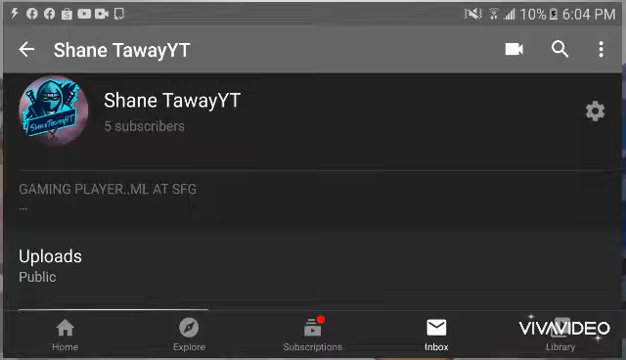 10% 6:04 PM
Shane TawayYT
Shane TawayYT
5 subscribers
GAMING PLAYER..ML AT SFG
...
Uploads
Public
Home Explore Subscriptions Inbox Library
VIVAVIDEO
ShaneTawayYT